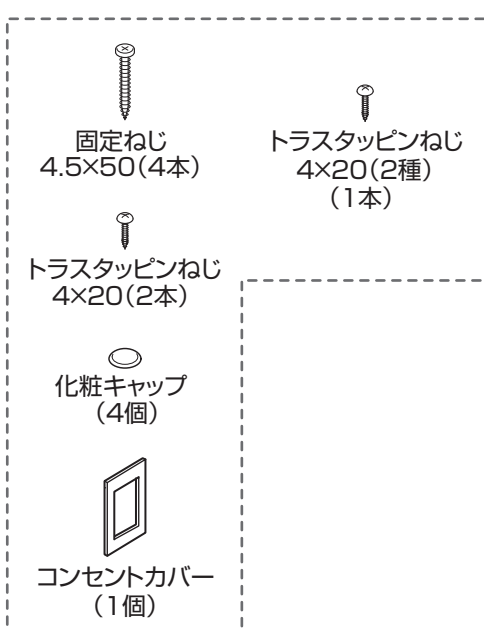 固定ねじ
4.5×50（4本）
トラスタッピンねじ
4×20（2種）
（1本）
トラスタッピンねじ
4×20（2本）
化粧キャップ
（4個）
コンセントカバー
（1個）